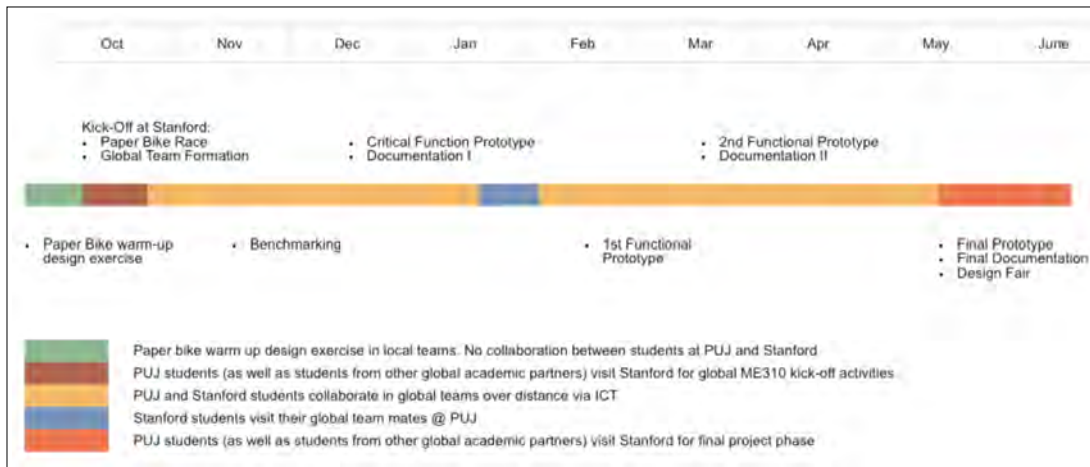 Oct Nov Dec Jan Feb Mar Apr May June
Kick-Off at Stanford:
• Paper Bike Race
• Global Team Formation
• Critical Function Prototype
• Documentation I
• 2nd Functional Prototype
• Documentation II
• Paper Bike warm-up
design exercise
• Benchmarking
• 1st Functional
Prototype
• Final Prototype
• Final Documentation
• Design Fair
Paper bike warm up design exercise in local teams. No collaboration between students at PUJ and Stanford
PUJ students (as well as students from other global academic partners) visit Stanford for global ME310 kick-off activities
PUJ and Stanford students collaborate in global teams over distance via ICT
Stanford students visit their global team mates @ PUJ
PUJ students (as well as students from other global academic partners) visit Stanford for final project phase